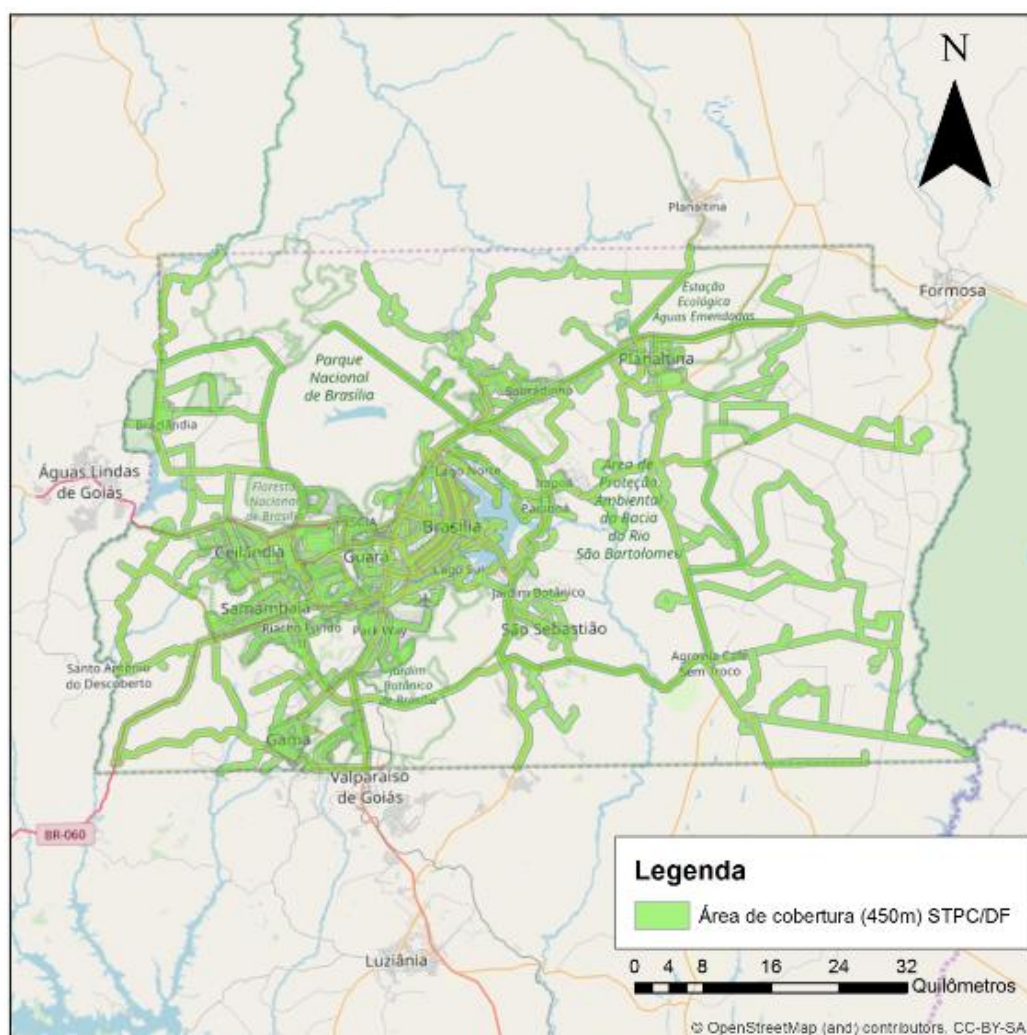 N
Planaltina
Formosa
Estação
Ecológica
Águas Emendadas
Planaltina
Parque
Nacional
de Brasília
Sobradinho
Brazlândia
Águas Lindas
de Goiás
Floresta
Nacional
de Brasília
Lago Norte
Itapoã
Paranoá
Área de
Proteção
Ambiental
da Bacia
do Rio
São Bartolomeu
SCIA
Brasília
Ceilândia
Guará
Lago Sul
Jardim Botânico
Samambaia
Riacho Fundo
II
Park Way
São Sebastião
Santo Antônio
do Descoberto
Jardim
Botânico
de Brasília
Agrovila Café
Sem Troco
Gama
Valparaíso
de Goiás
BR-060
Luziânia
Legenda
Área de cobertura (450m) STPC/DF
0 4 8 16 24 32
Quilômetros
© OpenStreetMap (and) contributors, CC-BY-SA